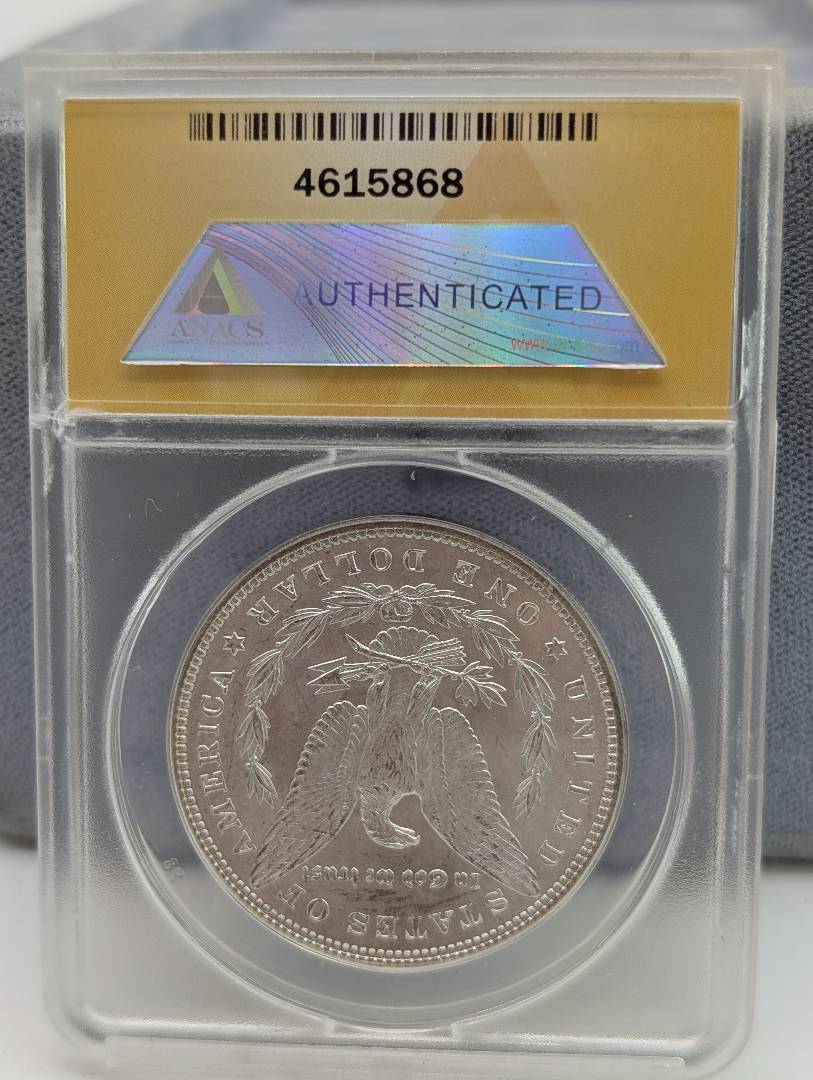 4615868
ANACS
AUTHENTICATED
UNITED STATES OF AMERICA
In God we trust
ONE DOLLAR